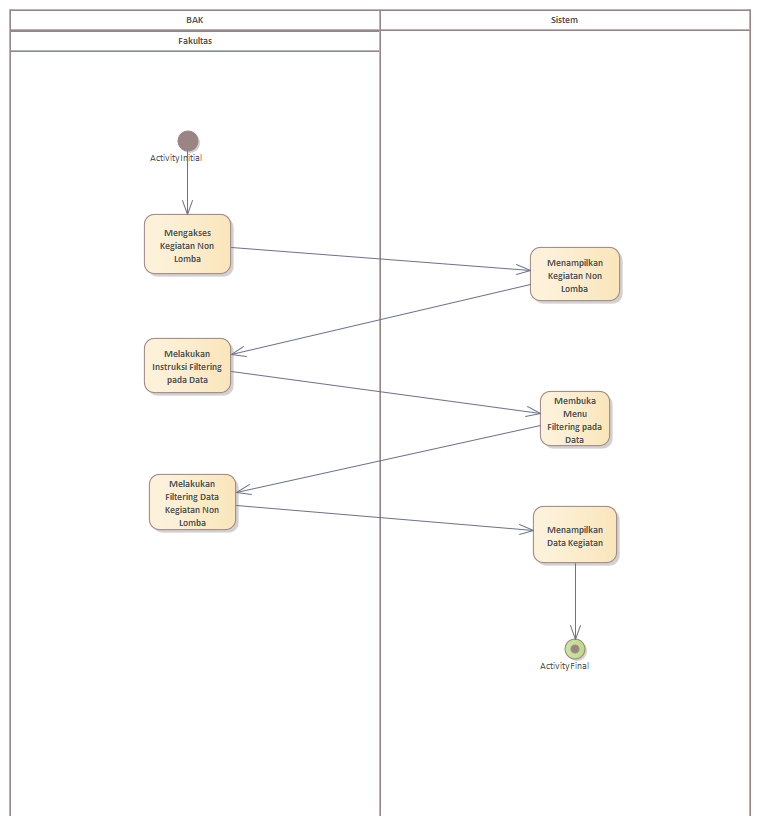 BAK
Sistem
Fakultas
ActivityInitial
Mengakses
Kegiatan Non
Lomba
Menampilkan
Kegiatan Non
Lomba
Melakukan
Instruksi Filtering
pada Data
Membuka
Menu
Filtering pada
Data
Melakukan
Filtering Data
Kegiatan Non
Lomba
Menampilkan
Data Kegiatan
ActivityFinal